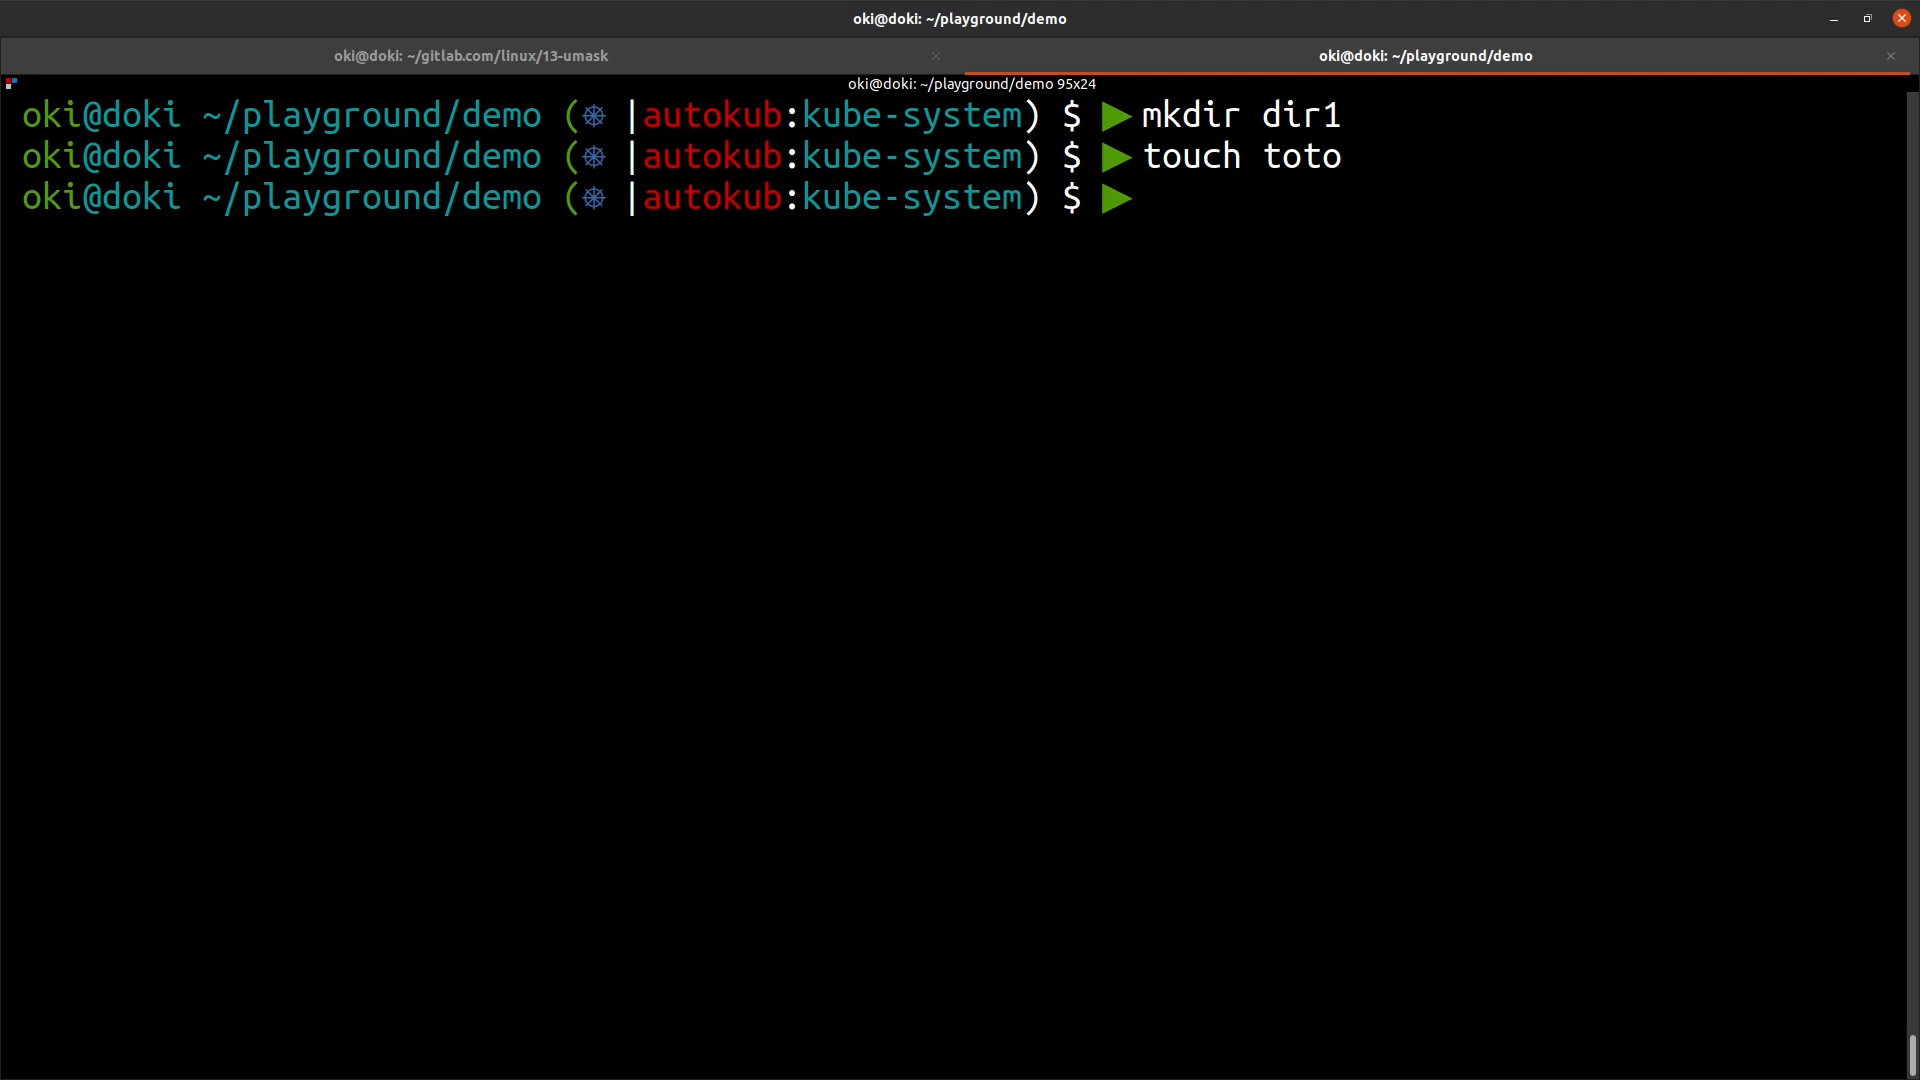 oki@doki: ~/playground/demo
oki@doki: ~/gitlab.com/linux/13-umask
oki@doki: ~/playground/demo
oki@doki: ~/playground/demo 95x24
oki@doki ~/playground/demo (⎈ |autokub:kube-system) $ ▶ mkdir dir1
oki@doki ~/playground/demo (⎈ |autokub:kube-system) $ ▶ touch toto
oki@doki ~/playground/demo (⎈ |autokub:kube-system) $ ▶